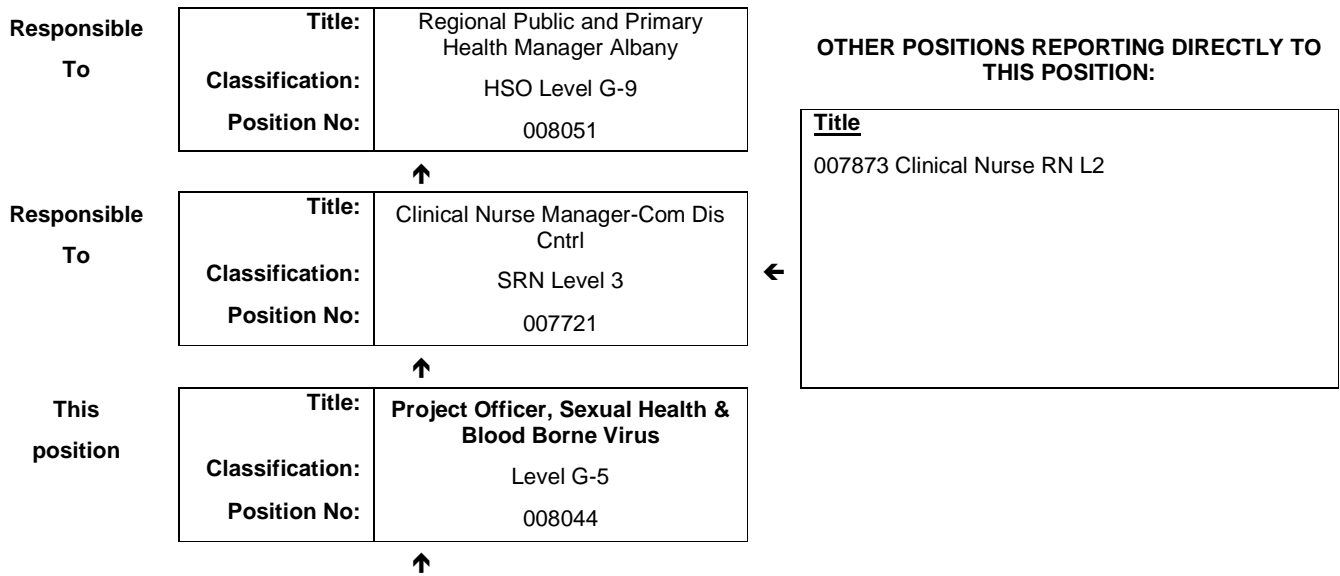 Responsible
To
Title:
Regional Public and Primary
Health Manager Albany
Classification:
HSO Level G-9
Position No:
008051
🡩
Responsible
To
Title:
Clinical Nurse Manager-Com Dis
Cntrl
Classification:
SRN Level 3
Position No:
007721
🡩
This
position
Title:
Project Officer, Sexual Health &
Blood Borne Virus
Classification:
Level G-5
Position No:
008044
🡩
OTHER POSITIONS REPORTING DIRECTLY TO
THIS POSITION:
🡨
Title
007873 Clinical Nurse RN L2